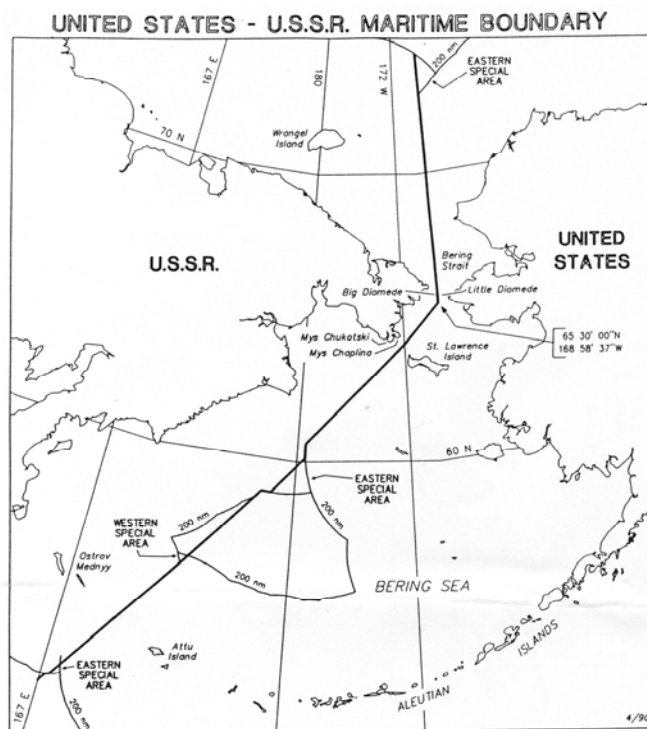 UNITED STATES - U.S.S.R. MARITIME BOUNDARY
167 E
180
172 W
200 nm
EASTERN
SPECIAL
AREA
70 N
Wrangel
Island
U.S.S.R.
UNITED
STATES
Bering
Strait
Big Diomede
Little Diomede
Mys Chukotski
Mys Chaplina
St. Lawrence
Island
65 30' 00"N
168 58' 37"W
60 N
EASTERN
SPECIAL
AREA
200 nm
200 nm
WESTERN
SPECIAL
AREA
200 nm
Ostrov
Mednyy
BERING SEA
Attu
Island
EASTERN
SPECIAL
AREA
167 E
200 nm
ALEUTIAN
ISLANDS
4/90